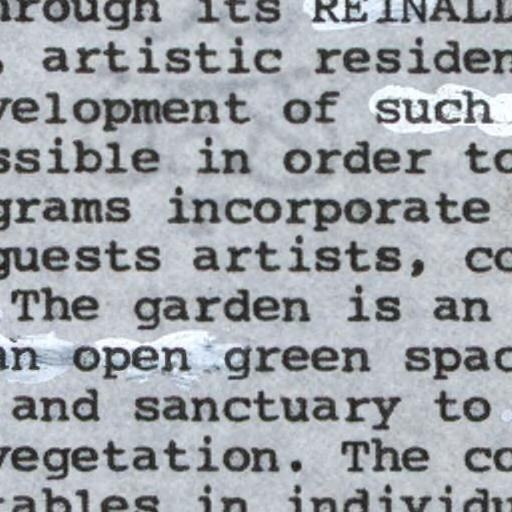 hrough its REINALL
, artistic residen
velopment of such
ssible in order to
grams incorporate
guests artists, co
The garden is an
an open green spac
and sanctuary to
vegetation. The co
tables in individu